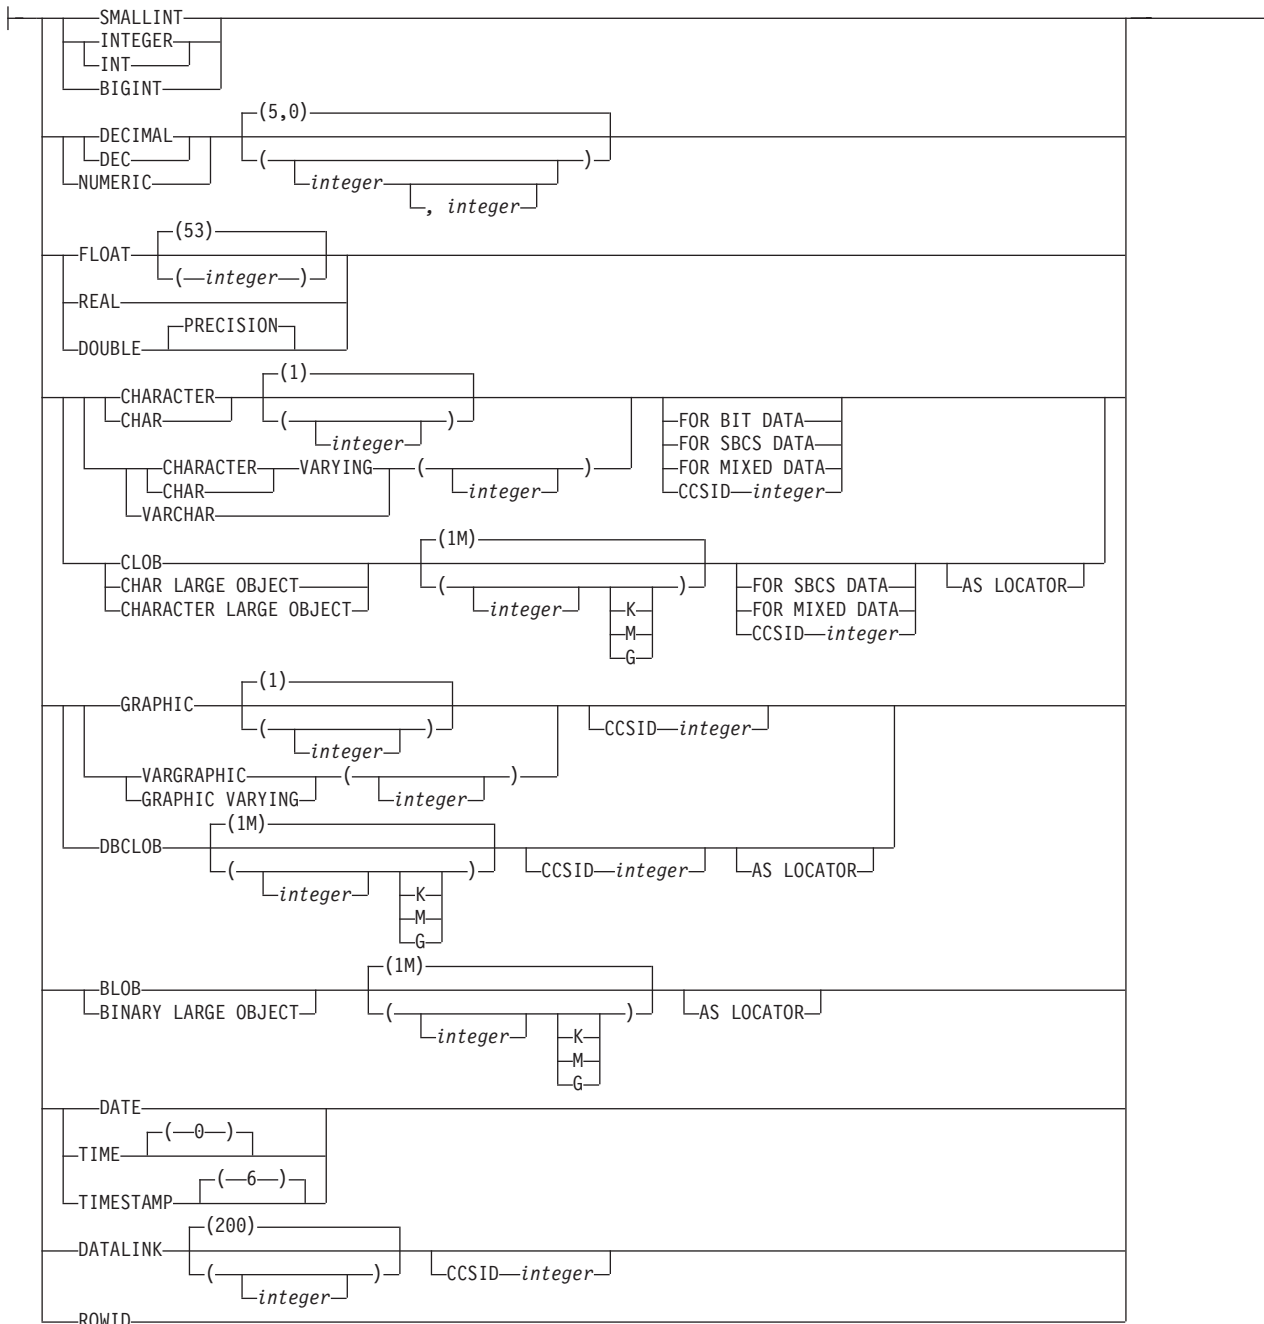 SMALLINT
INTEGER
INT
BIGINT
(5,0)
DECIMAL
DEC ( )
NUMERIC integer
, integer
(53)
FLOAT
( integer )
REAL
PRECISION
DOUBLE
(1)
CHARACTER
CHAR ( ) FOR BIT DATA
integer FOR SBCS DATA
CHARACTER VARYING ( ) FOR MIXED DATA
CHAR integer CCSID integer
VARCHAR
(1M)
CLOB
CHAR LARGE OBJECT ( ) FOR SBCS DATA AS LOCATOR
CHARACTER LARGE OBJECT integer K FOR MIXED DATA
M CCSID integer
G
(1)
GRAPHIC
( ) CCSID integer
integer
VARGRAPHIC ( )
GRAPHIC VARYING integer
(1M)
DBCLOB
( ) CCSID integer AS LOCATOR
integer K
M
G
(1M)
BLOB
BINARY LARGE OBJECT ( ) AS LOCATOR
integer K
M
G
DATE
( 0 )
TIME
( 6 )
TIMESTAMP
(200)
DATALINK
( ) CCSID integer
integer
ROWID